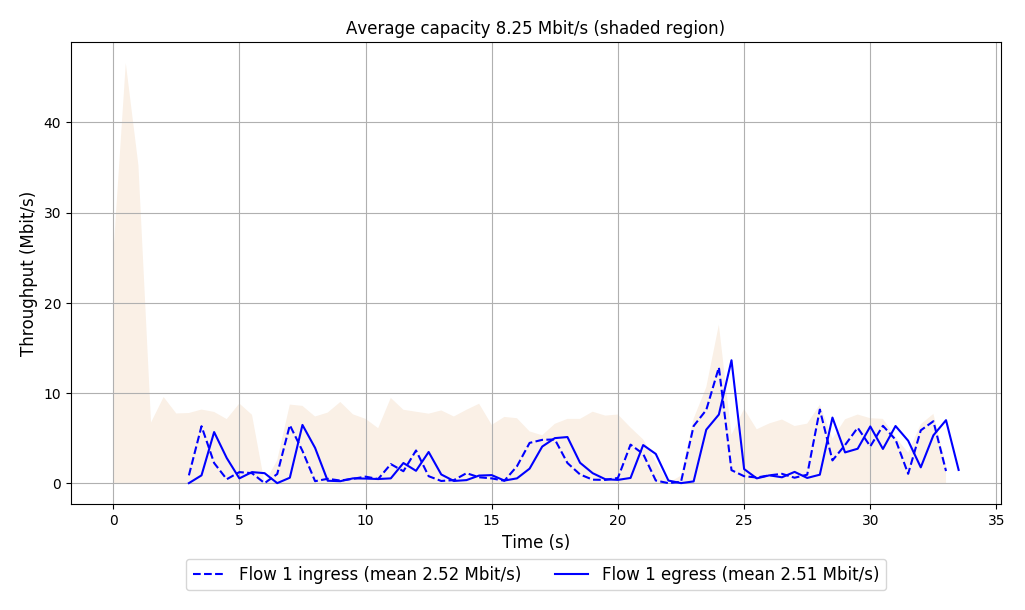 Average capacity 8.25 Mbit/s (shaded region)
Throughput (Mbit/s)
40
30
20
10
0
0 5 10 15 20 25 30 35
Time (s)
Flow 1 ingress (mean 2.52 Mbit/s) Flow 1 egress (mean 2.51 Mbit/s)